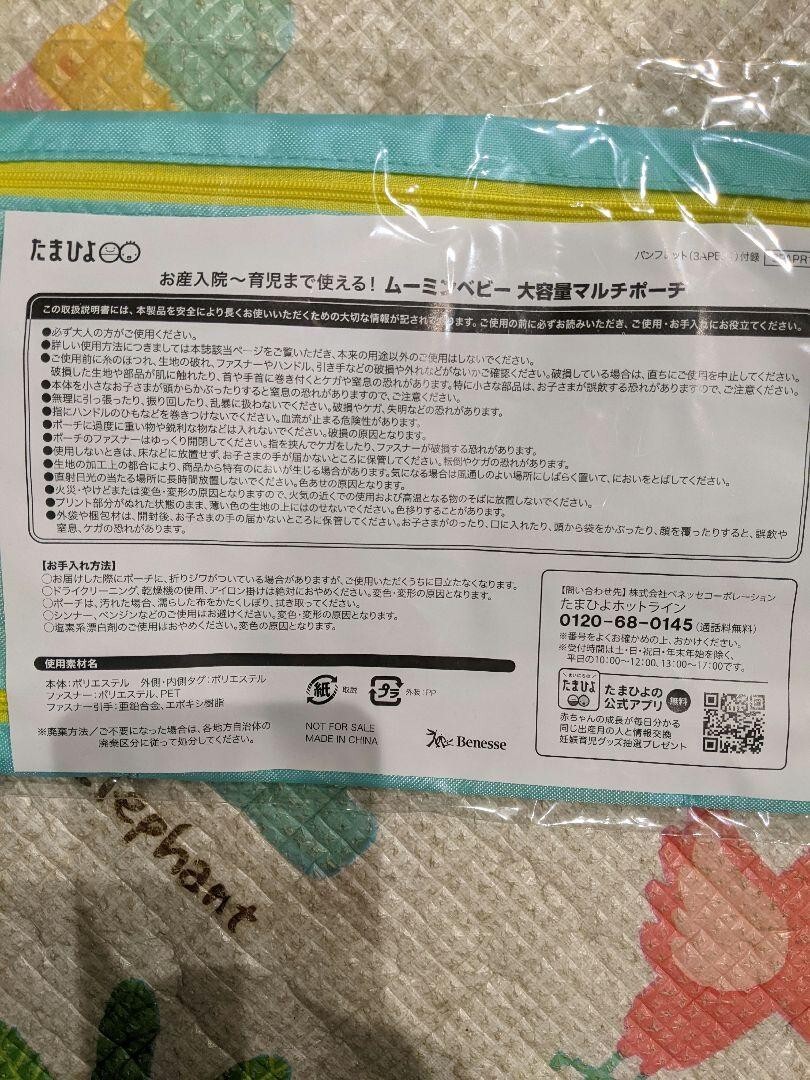 たまひよ
パンフレット(3APE
)付録
お産入院～育児まで使える! ムーミンベビー 大容量マルチポーチ
この取扱説明書には、本製品を安全により長くお使いいただくための大切な情報が記されております。ご使用の前に必ずお読みいただき、ご使用・お手入れにお役立てください。
●必ず大人の方がご使用ください。
●詳しい使用方法につきましては本誌該当ページをご覧いただき、本来の用途以外のご使用はしないでください。
●ご使用前に糸のほつれ、生地の破れ、ファスナーやハンドル、引き手などの破損や外れなどがないかご確認ください。破損している場合は、直ちにご使用を中止してください。
破損した生地や部品が肌に触れたり、首や手首に巻き付くとケガや窒息の恐れがあります。特に小さな部品は、お子さまが誤飲する恐れがありますので、ご注意ください。
●本体を小さなお子さまが頭からかぶったりすると窒息の恐れがありますので、ご注意ください。
●無理に引っ張ったり、振り回したり、乱暴に扱わないでください。破損やケガ、失明などの恐れがあります。
●指にハンドルのひもなどを巻きつけないでください。血流が止まる危険性があります。
●ポーチに過度に重い物や鋭利な物などは入れないでください。破損の原因となります。
●ポーチのファスナーはゆっくり開閉してください。指を挟んでケガをしたり、ファスナーが破損する恐れがあります。
●使用しないときは、床などに放置せず、お子さまの手が届かないところに保管してください。転倒やケガの恐れがあります。
●生地の加工上の都合により、商品から特有のにおいが生じる場合があります。気になる場合は風通しのよい場所にしばらく置いて、においをとばしてください。
●直射日光の当たる場所に長時間放置しないでください。色あせの原因となります。
●火災・やけどまたは変色・変形の原因となりますので、火気の近くでの使用および高温となる物のそばに放置しないでください。
●プリント部分がぬれた状態のまま、薄い色の生地の上にはのせないでください。色移りすることがあります。
●外袋や梱包材は、開封後、お子さまの手の届かないところに保管してください。お子さまがのったり、口に入れたり、頭から袋をかぶったり、顔を覆ったりすると、誤飲や
窒息、ケガの恐れがあります。
【お手入れ方法】
○お届けした際にポーチに、折りジワがついている場合がありますが、ご使用いただくうちに目立たなくなります。
○ドライクリーニング、乾燥機の使用、アイロン掛けは絶対におやめください。変色・変形の原因となります。
○ポーチは、汚れた場合、濡らした布をかたくしぼり、拭き取ってください。
○シンナー、ベンジンなどのご使用はお避けください。変色・変形の原因となります。
○塩素系漂白剤のご使用はおやめください。変色の原因となります。
使用素材名
本体:ポリエステル 外側・内側タグ:ポリエステル
ファスナー:ポリエステル、PET
ファスナー引手:亜鉛合金、エポキシ樹脂
※廃棄方法/ご不要になった場合は、各地方自治体の
廃棄区分に従って処分してください。
紙 取説
プラ 外装:PP
NOT FOR SALE
MADE IN CHINA
Benesse
【問い合わせ先】株式会社ベネッセコーポレーション
たまひよホットライン
0120-68-0145(通話料無料)
※番号をよくお確かめの上、おかけください。
※受付時間は土・日・祝日・年末年始を除く、
平日の10:00～12:00、13:00～17:00です。
まいにちの
たまひよ
たまひよの
公式アプリ
無料
赤ちゃんの成長が毎日分かる
同じ出産月の人と情報交換
妊娠育児グッズ抽選プレゼント
elephant